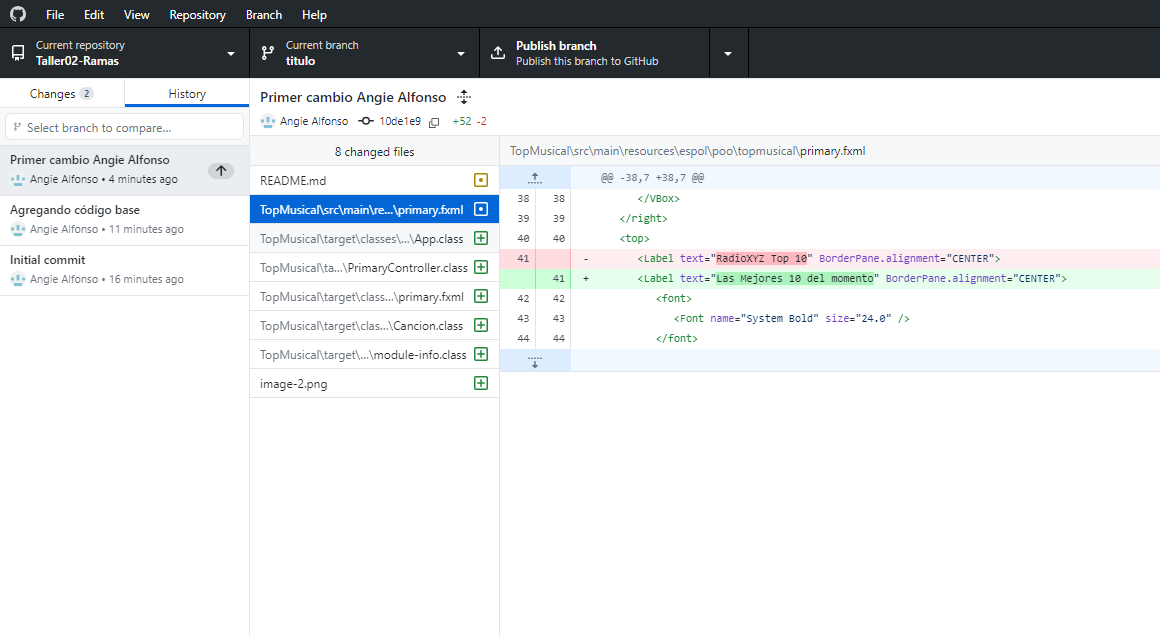 File Edit View Repository Branch Help
Current repository
Taller02-Ramas
Current branch
titulo
Publish branch
Publish this branch to GitHub
Changes 2
History
Select branch to compare...
Primer cambio Angie Alfonso
Angie Alfonso • 4 minutes ago
Agregando código base
Angie Alfonso • 11 minutes ago
Initial commit
Angie Alfonso • 16 minutes ago
Primer cambio Angie Alfonso
Angie Alfonso 10de1e9 +52 -2
8 changed files
README.md
TopMusical\src\main\re...\primary.fxml
TopMusical\target\classes\...\App.class
TopMusical\ta...\PrimaryController.class
TopMusical\target\class...\primary.fxml
TopMusical\target\clas...\Cancion.class
TopMusical\target\...\module-info.class
image-2.png
TopMusical\src\main\resources\espol\poo\topmusical\primary.fxml
@@ -38,7 +38,7 @@
38 38 </VBox>
39 39 </right>
40 40 <top>
41 - <Label text="RadioXYZ Top 10" BorderPane.alignment="CENTER">
41 + <Label text="Las Mejores 10 del momento" BorderPane.alignment="CENTER">
42 42 <font>
43 43 <Font name="System Bold" size="24.0" />
44 44 </font>